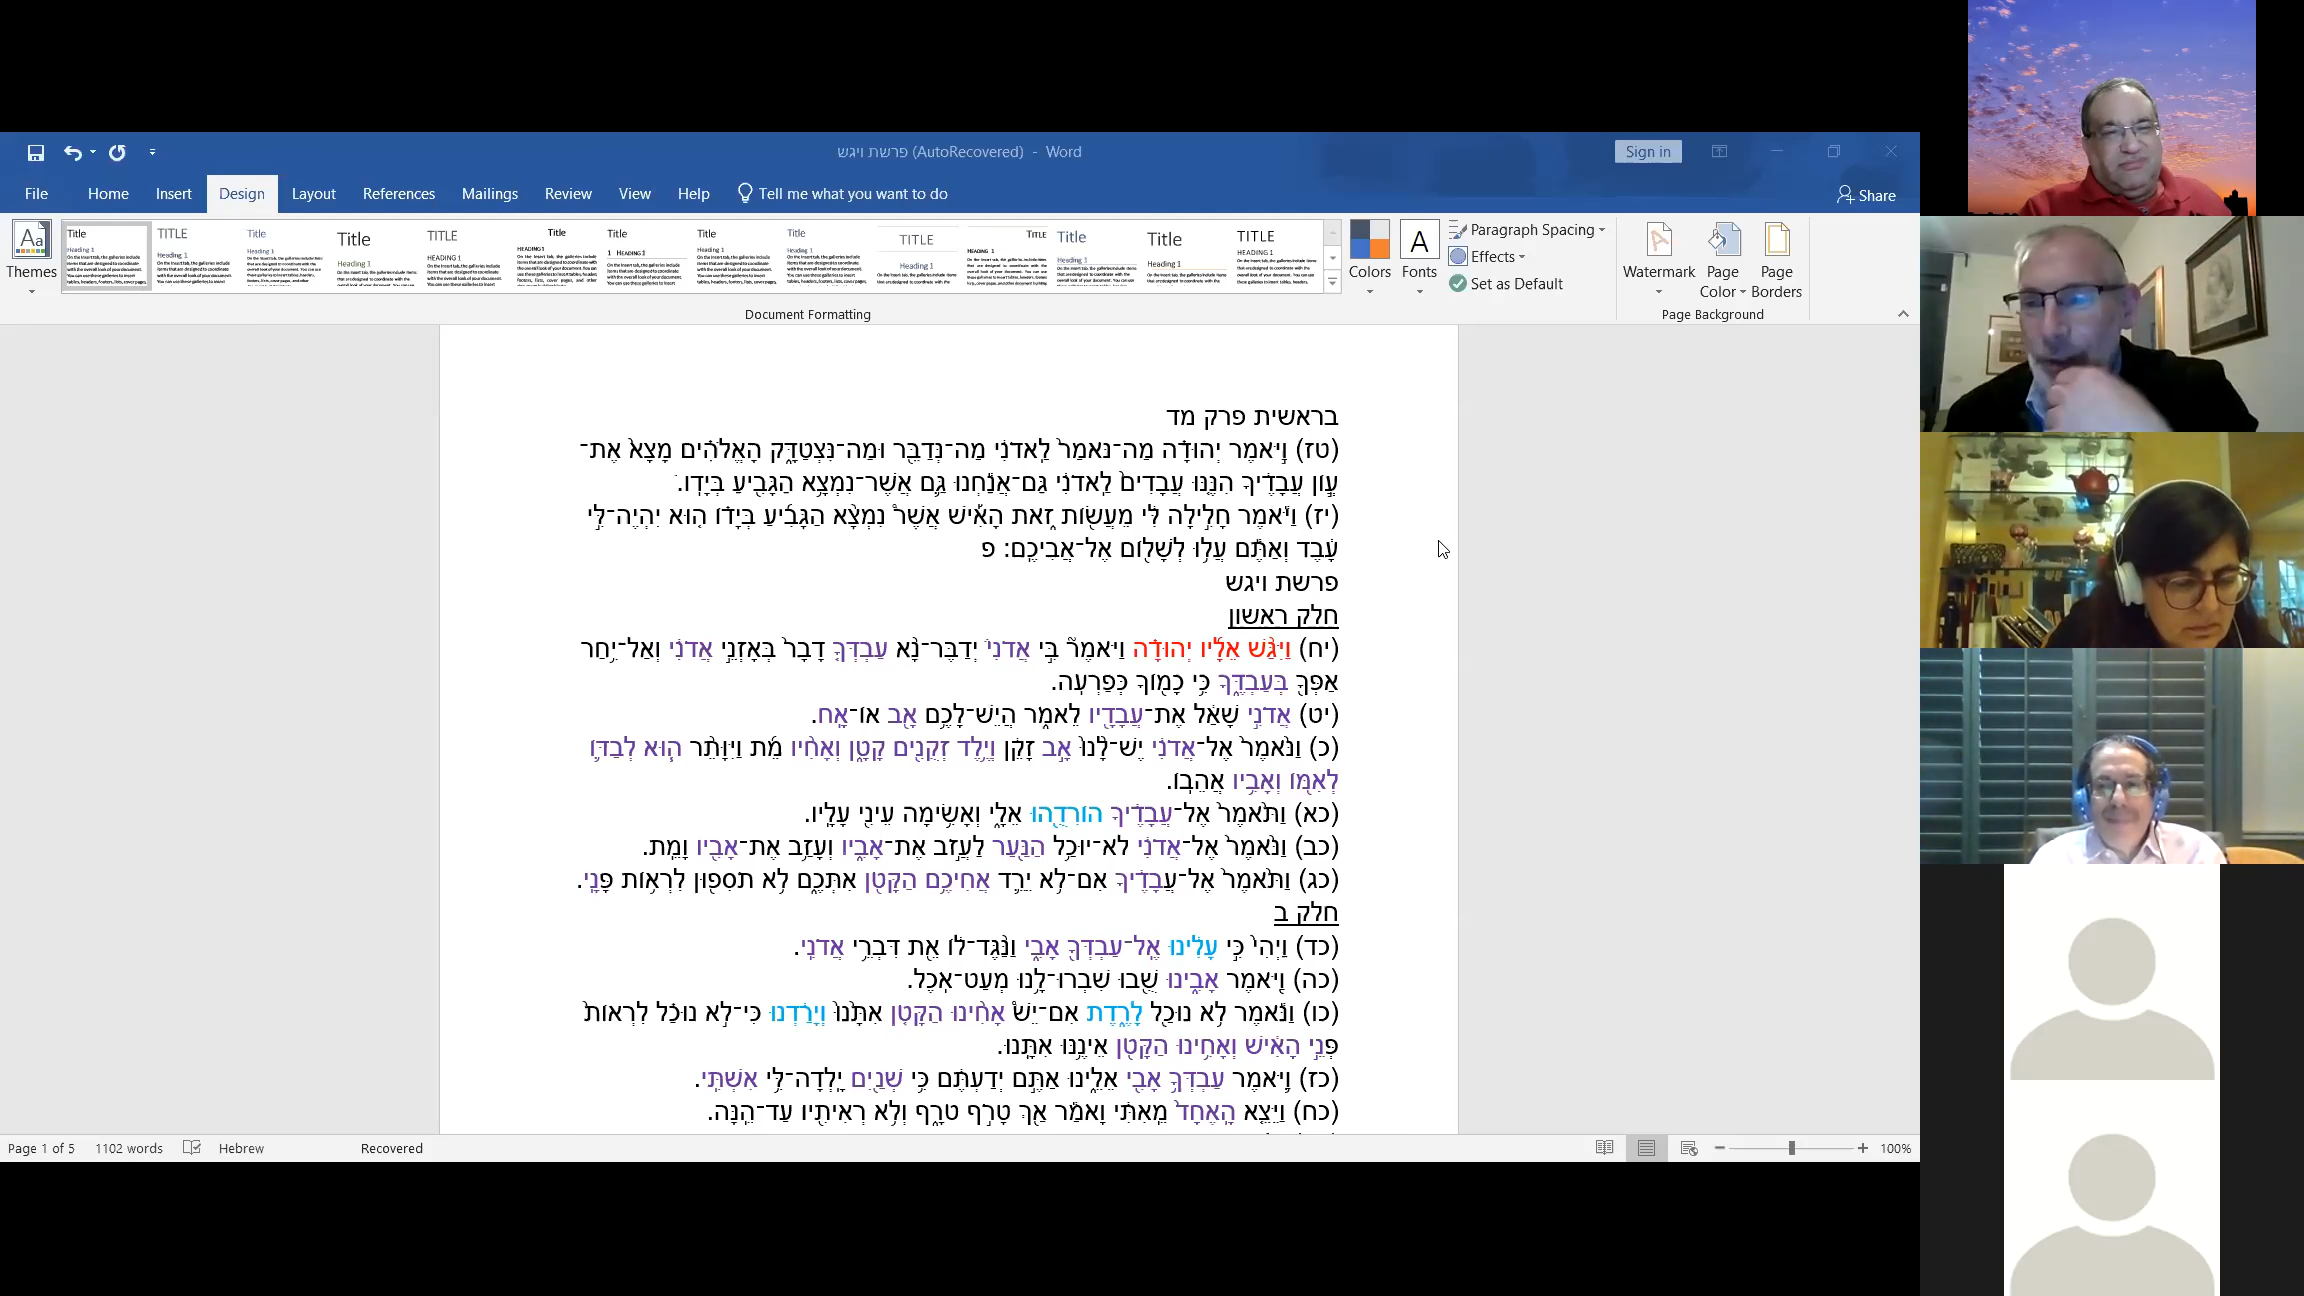 פרשת ויגש (AutoRecovered) - Word
Sign in
File Home Insert Design Layout References Mailings Review View Help Tell me what you want to do
Share
Themes
Colors
Fonts
Paragraph Spacing
Effects
Set as Default
Watermark
Page Color
Page Borders
Document Formatting
Page Background
בראשית פרק מד
(טז) וַיֹּאמֶר יְהוּדָה מַה־נֹּאמַר לַאדֹנִי מַה־נְּדַבֵּר וּמַה־נִּצְטַדָּק הָאֱלֹהִים מָצָא אֶת־
עֲוֹן עֲבָדֶיךָ הִנֶּנּוּ עֲבָדִים לַאדֹנִי גַּם־אֲנַחְנוּ גַּם אֲשֶׁר־נִמְצָא הַגָּבִיעַ בְּיָדוֹ.
(יז) וַיֹּאמֶר חָלִילָה לִּי מֵעֲשׂוֹת זֹאת הָאִישׁ אֲשֶׁר נִמְצָא הַגָּבִיעַ בְּיָדוֹ הוּא יִהְיֶה־לִּי
עָבֶד וְאַתֶּם עֲלוּ לְשָׁלוֹם אֶל־אֲבִיכֶם: פ
פרשת ויגש
חלק ראשון
(יח) וַיִּגַּשׁ אֵלָיו יְהוּדָה וַיֹּאמֶר בִּי אֲדֹנִי יְדַבֶּר־נָא עַבְדְּךָ דָבָר בְּאָזְנֵי אֲדֹנִי וְאַל־יִחַר
אַפְּךָ בְּעַבְדֶּךָ כִּי כָמוֹךָ כְּפַרְעֹה.
(יט) אֲדֹנִי שָׁאַל אֶת־עֲבָדָיו לֵאמֹר הֲיֵשׁ־לָכֶם אָב אוֹ־אָח.
(כ) וַנֹּאמֶר אֶל־אֲדֹנִי יֶשׁ־לָנוּ אָב זָקֵן וְיֶלֶד זְקֻנִים קָטָן וְאָחִיו מֵת וַיִּוָּתֵר הוּא לְבַדּוֹ
לְאִמּוֹ וְאָבִיו אֲהֵבוֹ.
(כא) וַתֹּאמֶר אֶל־עֲבָדֶיךָ הוֹרִדֻהוּ אֵלָי וְאָשִׂימָה עֵינִי עָלָיו.
(כב) וַנֹּאמֶר אֶל־אֲדֹנִי לֹא־יוּכַל הַנַּעַר לַעֲזֹב אֶת־אָבִיו וְעָזַב אֶת־אָבִיו וָמֵת.
(כג) וַתֹּאמֶר אֶל־עֲבָדֶיךָ אִם־לֹא יֵרֵד אֲחִיכֶם הַקָּטֹן אִתְּכֶם לֹא תֹסִפוּן לִרְאוֹת פָּנָי.
חלק ב
(כד) וַיְהִי כִּי עָלִינוּ אֶל־עַבְדְּךָ אָבִי וַנַּגֶּד־לוֹ אֵת דִּבְרֵי אֲדֹנִי.
(כה) וַיֹּאמֶר אָבִינוּ שֻׁבוּ שִׁבְרוּ־לָנוּ מְעַט־אֹכֶל.
(כו) וַנֹּאמֶר לֹא נוּכַל לָרֶדֶת אִם־יֵשׁ אָחִינוּ הַקָּטֹן אִתָּנוּ וְיָרַדְנוּ כִּי־לֹא נוּכַל לִרְאוֹת
פְּנֵי הָאִישׁ וְאָחִינוּ הַקָּטֹן אֵינֶנּוּ אִתָּנוּ.
(כז) וַיֹּאמֶר עַבְדְּךָ אָבִי אֵלֵינוּ אַתֶּם יְדַעְתֶּם כִּי שְׁנַיִם יָלְדָה־לִּי אִשְׁתִּי.
(כח) וַיֵּצֵא הָאֶחָד מֵאִתִּי וָאֹמַר אַךְ טָרֹף טֹרָף וְלֹא רְאִיתִיו עַד־הֵנָּה.
Page 1 of 5 1102 words Hebrew Recovered 100%